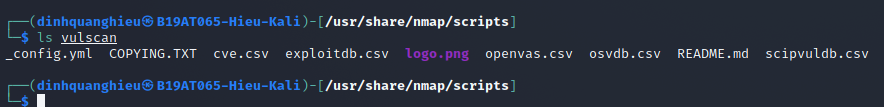 ┌──(dinhquanghieu㉿B19AT065-Hieu-Kali)-[/usr/share/nmap/scripts]
└─$ ls vulscan
_config.yml COPYING.TXT cve.csv exploitdb.csv logo.png openvas.csv osvdb.csv README.md scipvuldb.csv
┌──(dinhquanghieu㉿B19AT065-Hieu-Kali)-[/usr/share/nmap/scripts]
└─$